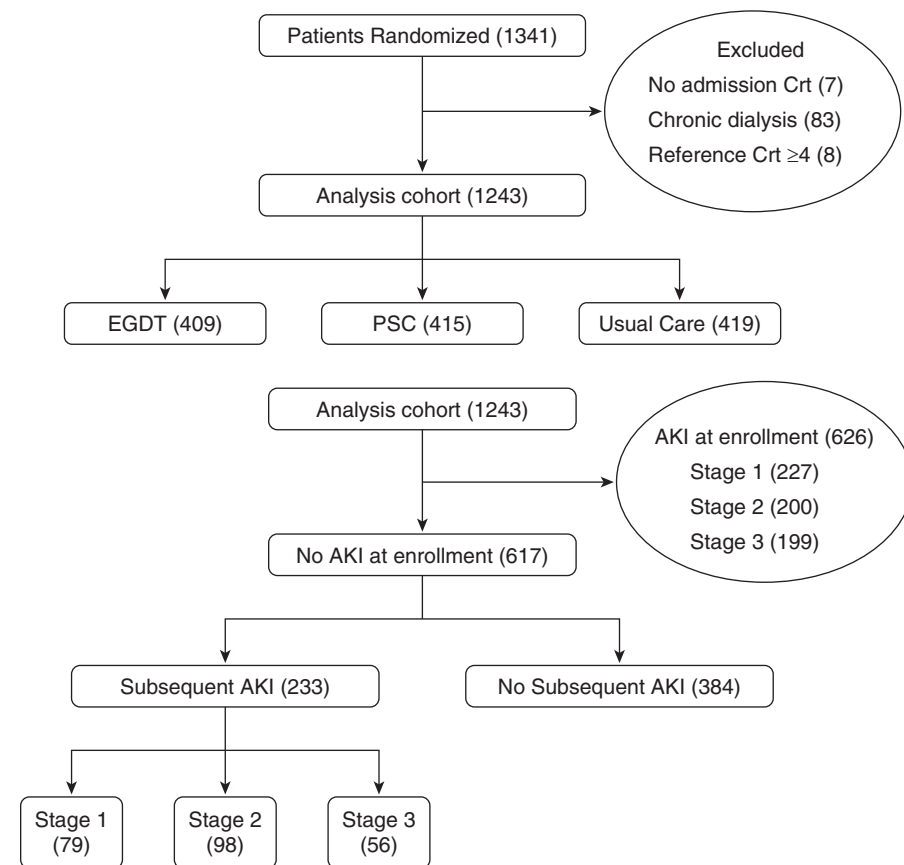 Patients Randomized (1341)
Excluded
No admission Crt (7)
Chronic dialysis (83)
Reference Crt ≥4 (8)
Analysis cohort (1243)
EGDT (409)
PSC (415)
Usual Care (419)
Analysis cohort (1243)
AKI at enrollment (626)
Stage 1 (227)
Stage 2 (200)
Stage 3 (199)
No AKI at enrollment (617)
Subsequent AKI (233)
No Subsequent AKI (384)
Stage 1
(79)
Stage 2
(98)
Stage 3
(56)